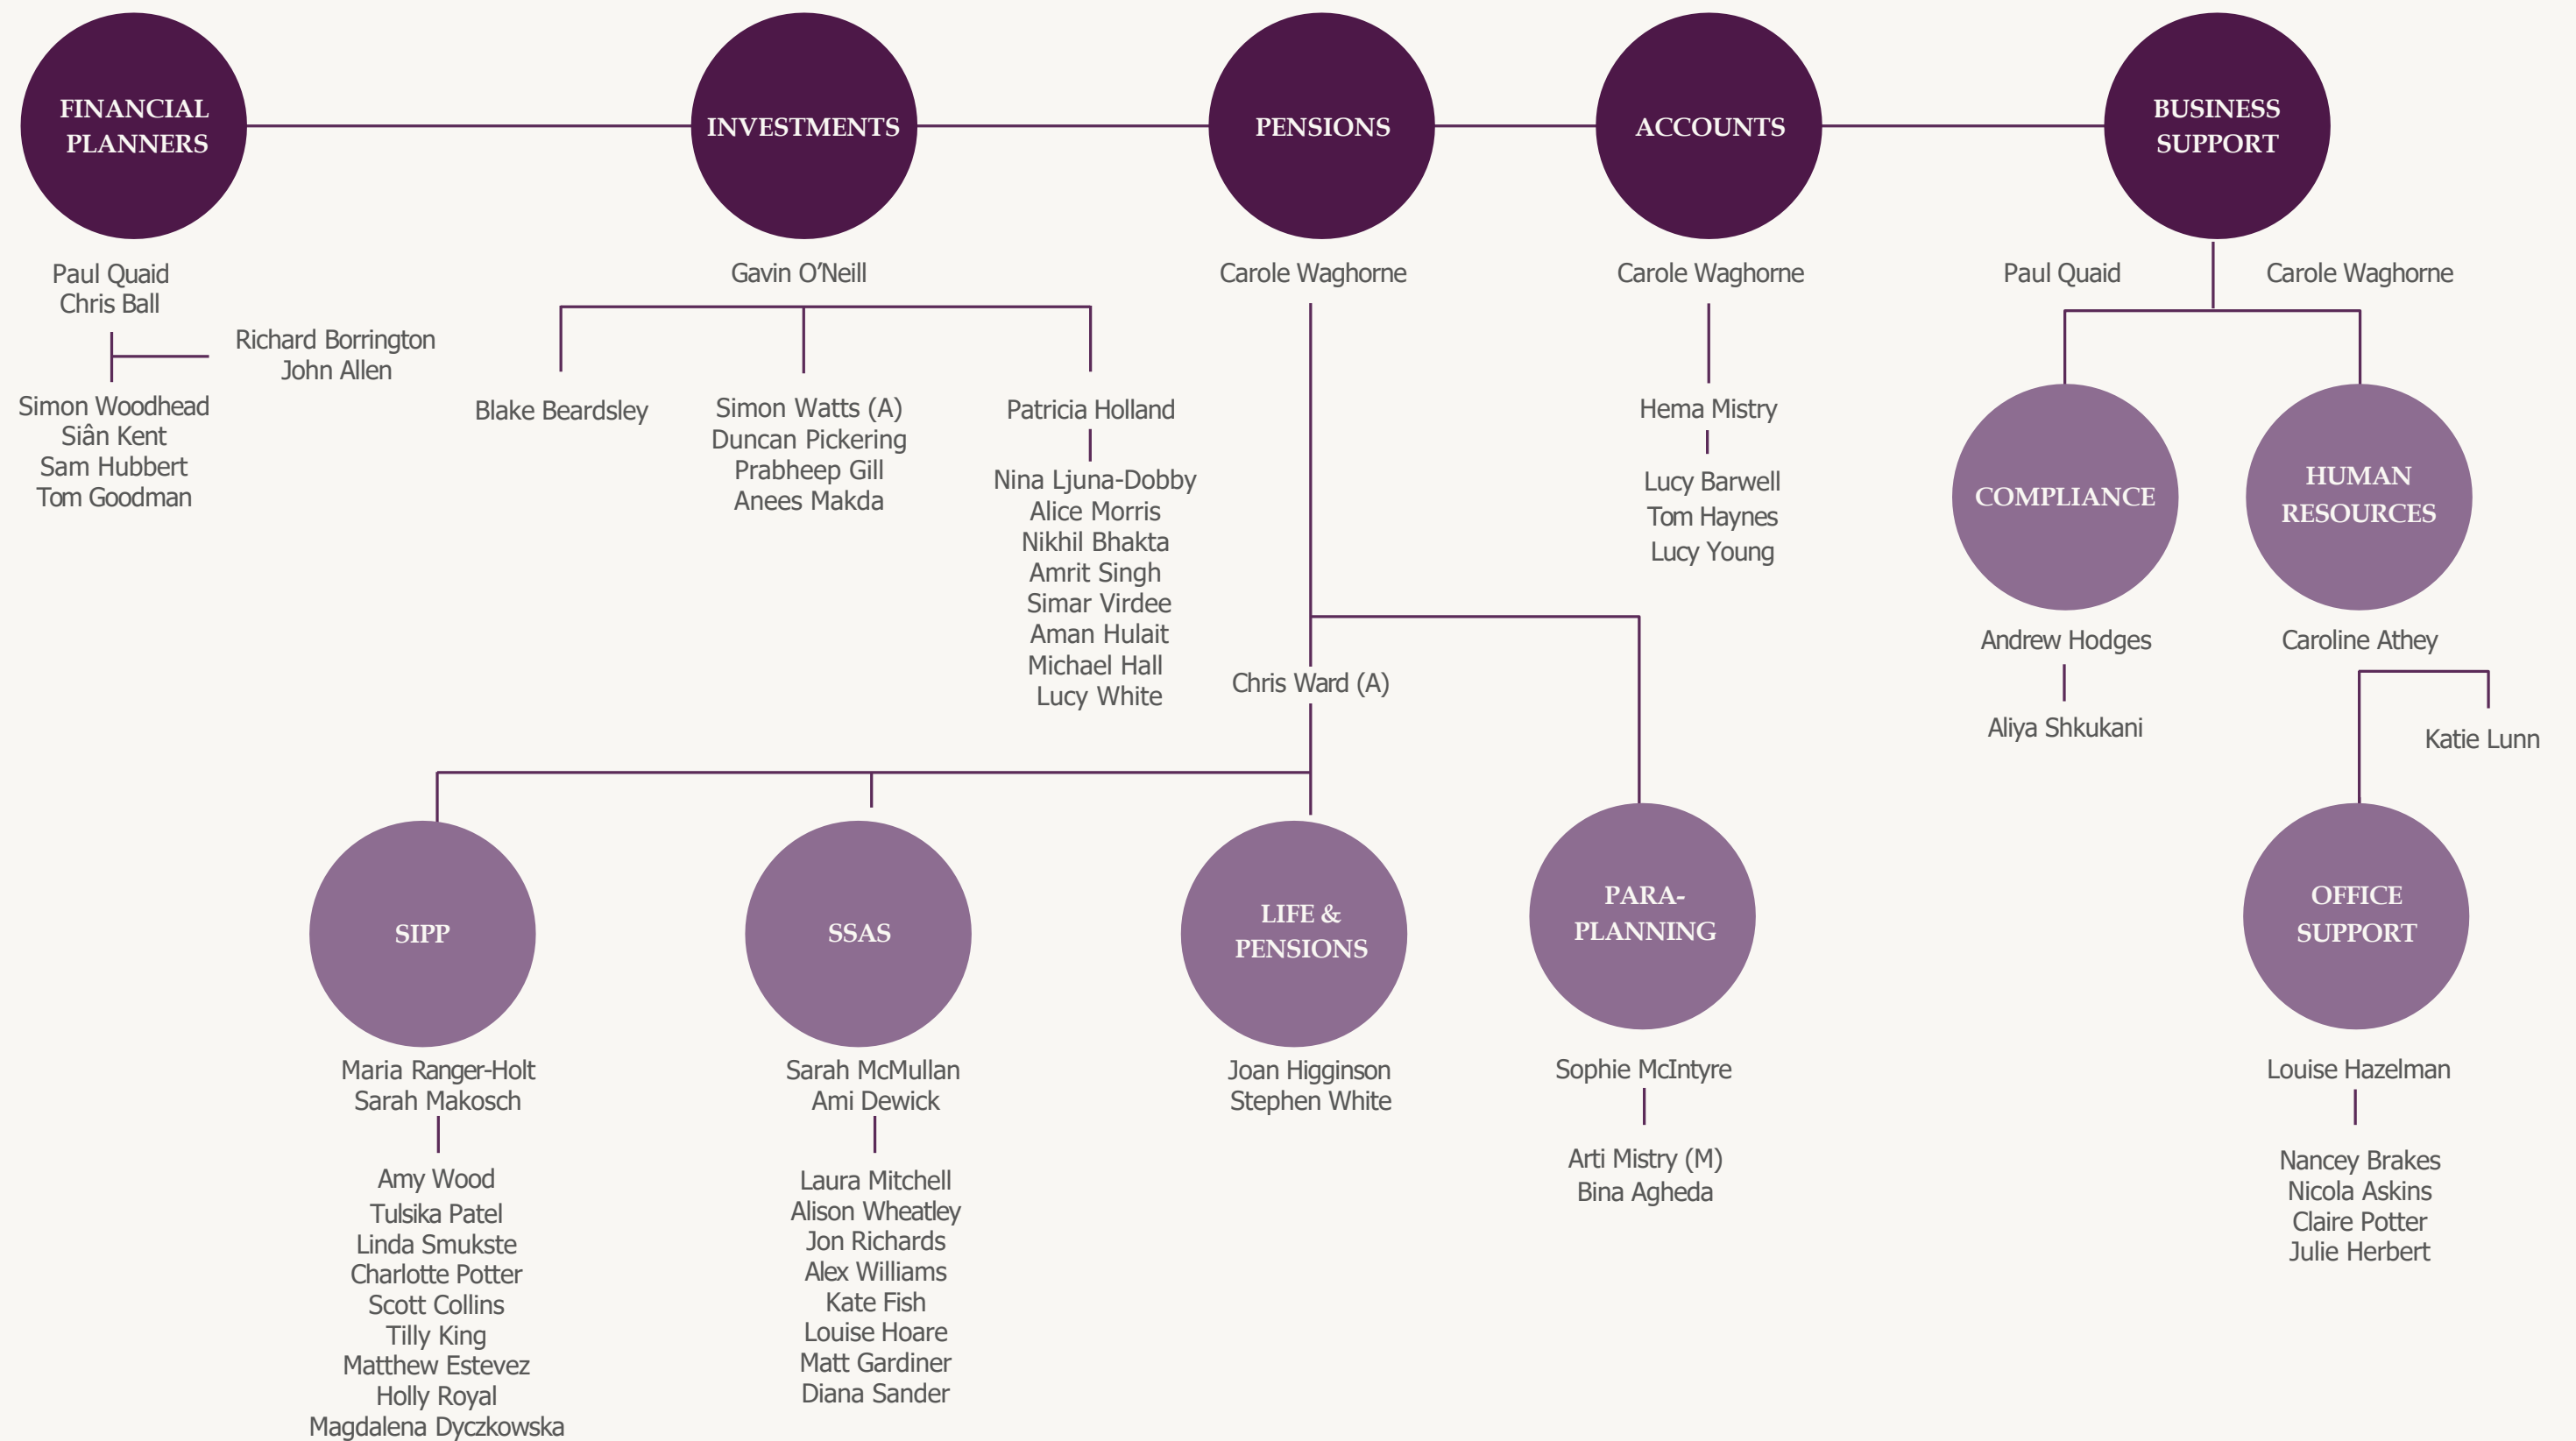 FINANCIAL
PLANNERS
INVESTMENTS
PENSIONS
ACCOUNTS
BUSINESS
SUPPORT
Paul Quaid
Chris Ball
Richard Borrington
John Allen
Simon Woodhead
Siân Kent
Sam Hubbert
Tom Goodman
Gavin O’Neill
Blake Beardsley
Simon Watts (A)
Duncan Pickering
Prabheep Gill
Anees Makda
Patricia Holland
Nina Ljuna-Dobby
Alice Morris
Nikhil Bhakta
Amrit Singh
Simar Virdee
Aman Hulait
Michael Hall
Lucy White
Carole Waghorne
Chris Ward (A)
Carole Waghorne
Hema Mistry
Lucy Barwell
Tom Haynes
Lucy Young
Paul Quaid
Carole Waghorne
COMPLIANCE
Andrew Hodges
Aliya Shkukani
HUMAN
RESOURCES
Caroline Athey
Katie Lunn
SIPP
Maria Ranger-Holt
Sarah Makosch
Amy Wood
Tulsika Patel
Linda Smukste
Charlotte Potter
Scott Collins
Tilly King
Matthew Estevez
Holly Royal
Magdalena Dyczkowska
SSAS
Sarah McMullan
Ami Dewick
Laura Mitchell
Alison Wheatley
Jon Richards
Alex Williams
Kate Fish
Louise Hoare
Matt Gardiner
Diana Sander
LIFE &
PENSIONS
Joan Higginson
Stephen White
PARA-
PLANNING
Sophie McIntyre
Arti Mistry (M)
Bina Agheda
OFFICE
SUPPORT
Louise Hazelman
Nancey Brakes
Nicola Askins
Claire Potter
Julie Herbert